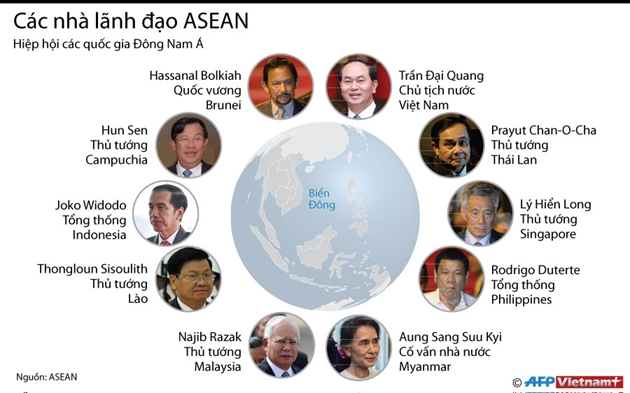 Các nhà lãnh đạo ASEAN
Hiệp hội các quốc gia Đông Nam Á
Hassanal Bolkiah
Quốc vương
Brunei
Trần Đại Quang
Chủ tịch nước
Việt Nam
Hun Sen
Thủ tướng
Campuchia
Prayut Chan-O-Cha
Thủ tướng
Thái Lan
Biển
Đông
Joko Widodo
Tổng thống
Indonesia
Lý Hiển Long
Thủ tướng
Singapore
Thongloun Sisoulith
Thủ tướng
Lào
Rodrigo Duterte
Tổng thống
Philippines
Najib Razak
Thủ tướng
Malaysia
Aung Sang Suu Kyi
Cố vấn nhà nước
Myanmar
Nguồn: ASEAN
© AFP Vietnam+